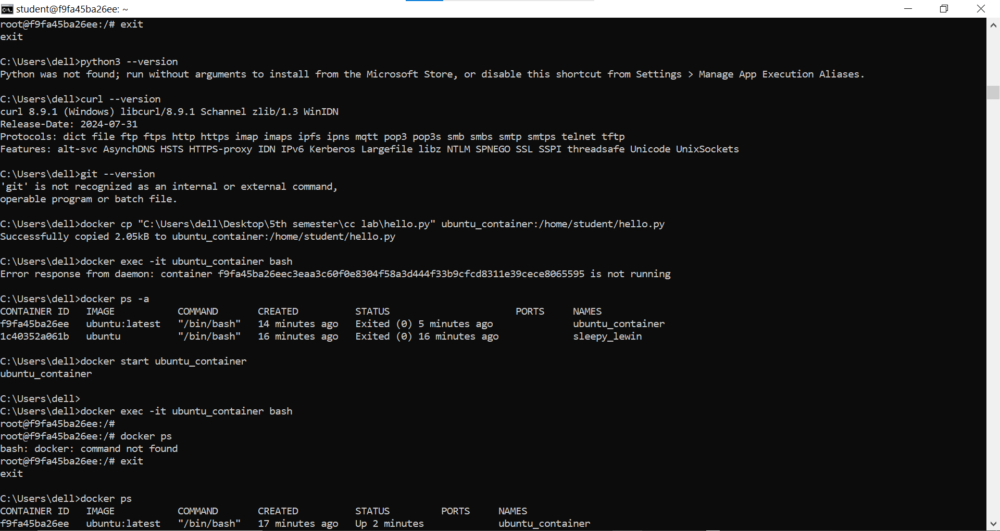 student@f9fa45ba26ee: ~
root@f9fa45ba26ee:/# exit
exit
C:\Users\dell>python3 --version
Python was not found; run without arguments to install from the Microsoft Store, or disable this shortcut from Settings > Manage App Execution Aliases.
C:\Users\dell>curl --version
curl 8.9.1 (Windows) libcurl/8.9.1 Schannel zlib/1.3 WinIDN
Release-Date: 2024-07-31
Protocols: dict file ftp ftps http https imap imaps ipfs ipns mqtt pop3 pop3s smb smbs smtp smtps telnet tftp
Features: alt-svc AsynchDNS HSTS HTTPS-proxy IDN IPv6 Kerberos Largefile libz NTLM SPNEGO SSL SSPI threadsafe Unicode UnixSockets
C:\Users\dell>git --version
'git' is not recognized as an internal or external command,
operable program or batch file.
C:\Users\dell>docker cp "C:\Users\dell\Desktop\5th semester\cc lab\hello.py" ubuntu_container:/home/student/hello.py
Successfully copied 2.05kB to ubuntu_container:/home/student/hello.py
C:\Users\dell>docker exec -it ubuntu_container bash
Error response from daemon: container f9fa45ba26eec3eaa3c60f0e8304f58a3d444f33b9cfcd8311e39cece8065595 is not running
C:\Users\dell>docker ps -a
CONTAINER ID   IMAGE           COMMAND       CREATED          STATUS                      PORTS     NAMES
f9fa45ba26ee   ubuntu:latest   "/bin/bash"   14 minutes ago   Exited (0) 5 minutes ago              ubuntu_container
1c40352a061b   ubuntu          "/bin/bash"   16 minutes ago   Exited (0) 16 minutes ago             sleepy_lewin
C:\Users\dell>docker start ubuntu_container
ubuntu_container
C:\Users\dell>
C:\Users\dell>docker exec -it ubuntu_container bash
root@f9fa45ba26ee:/#
root@f9fa45ba26ee:/# docker ps
bash: docker: command not found
root@f9fa45ba26ee:/# exit
exit
C:\Users\dell>docker ps
CONTAINER ID   IMAGE           COMMAND       CREATED          STATUS         PORTS     NAMES
f9fa45ba26ee   ubuntu:latest   "/bin/bash"   17 minutes ago   Up 2 minutes             ubuntu_container